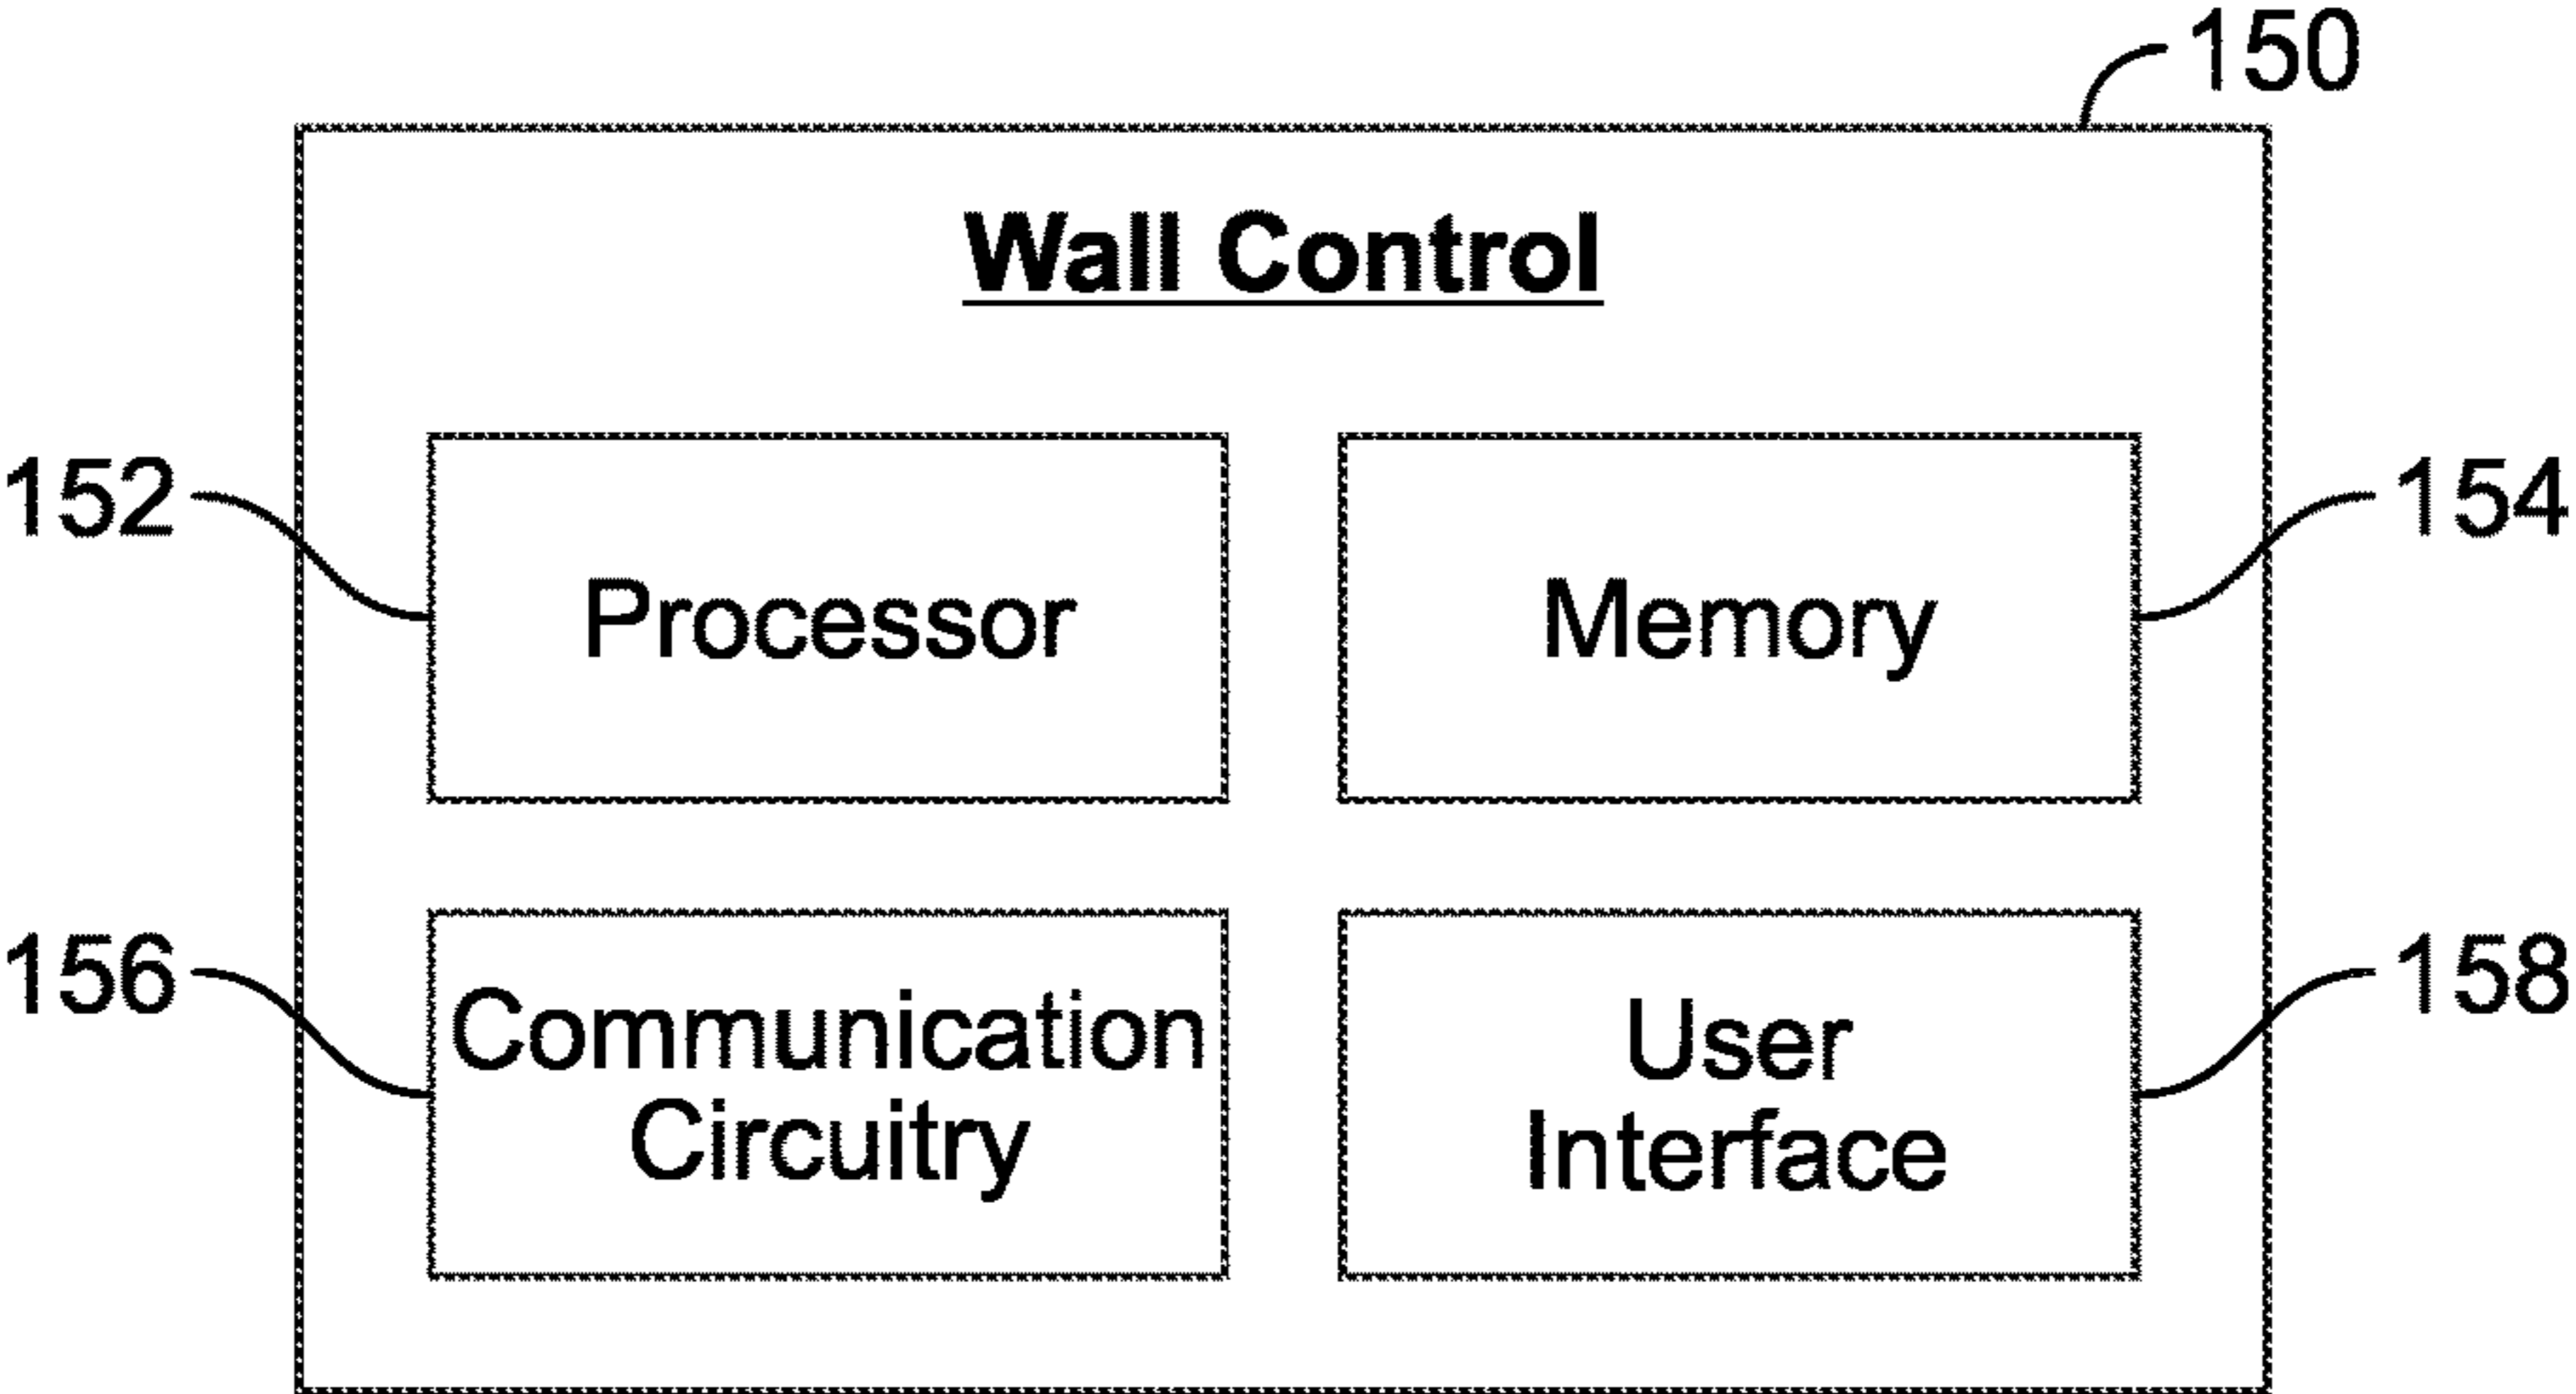 150
Wall Control
152
Processor
Memory
154
156
Communication
Circuitry
User
Interface
158